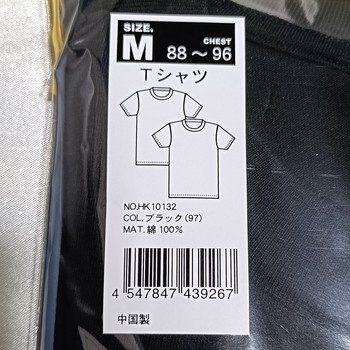 SIZE. CHEST
M 88～96
Tシャツ
NO.HK10132
COL.ブラック(97)
MAT.綿100%
4 547847 439267
中国製